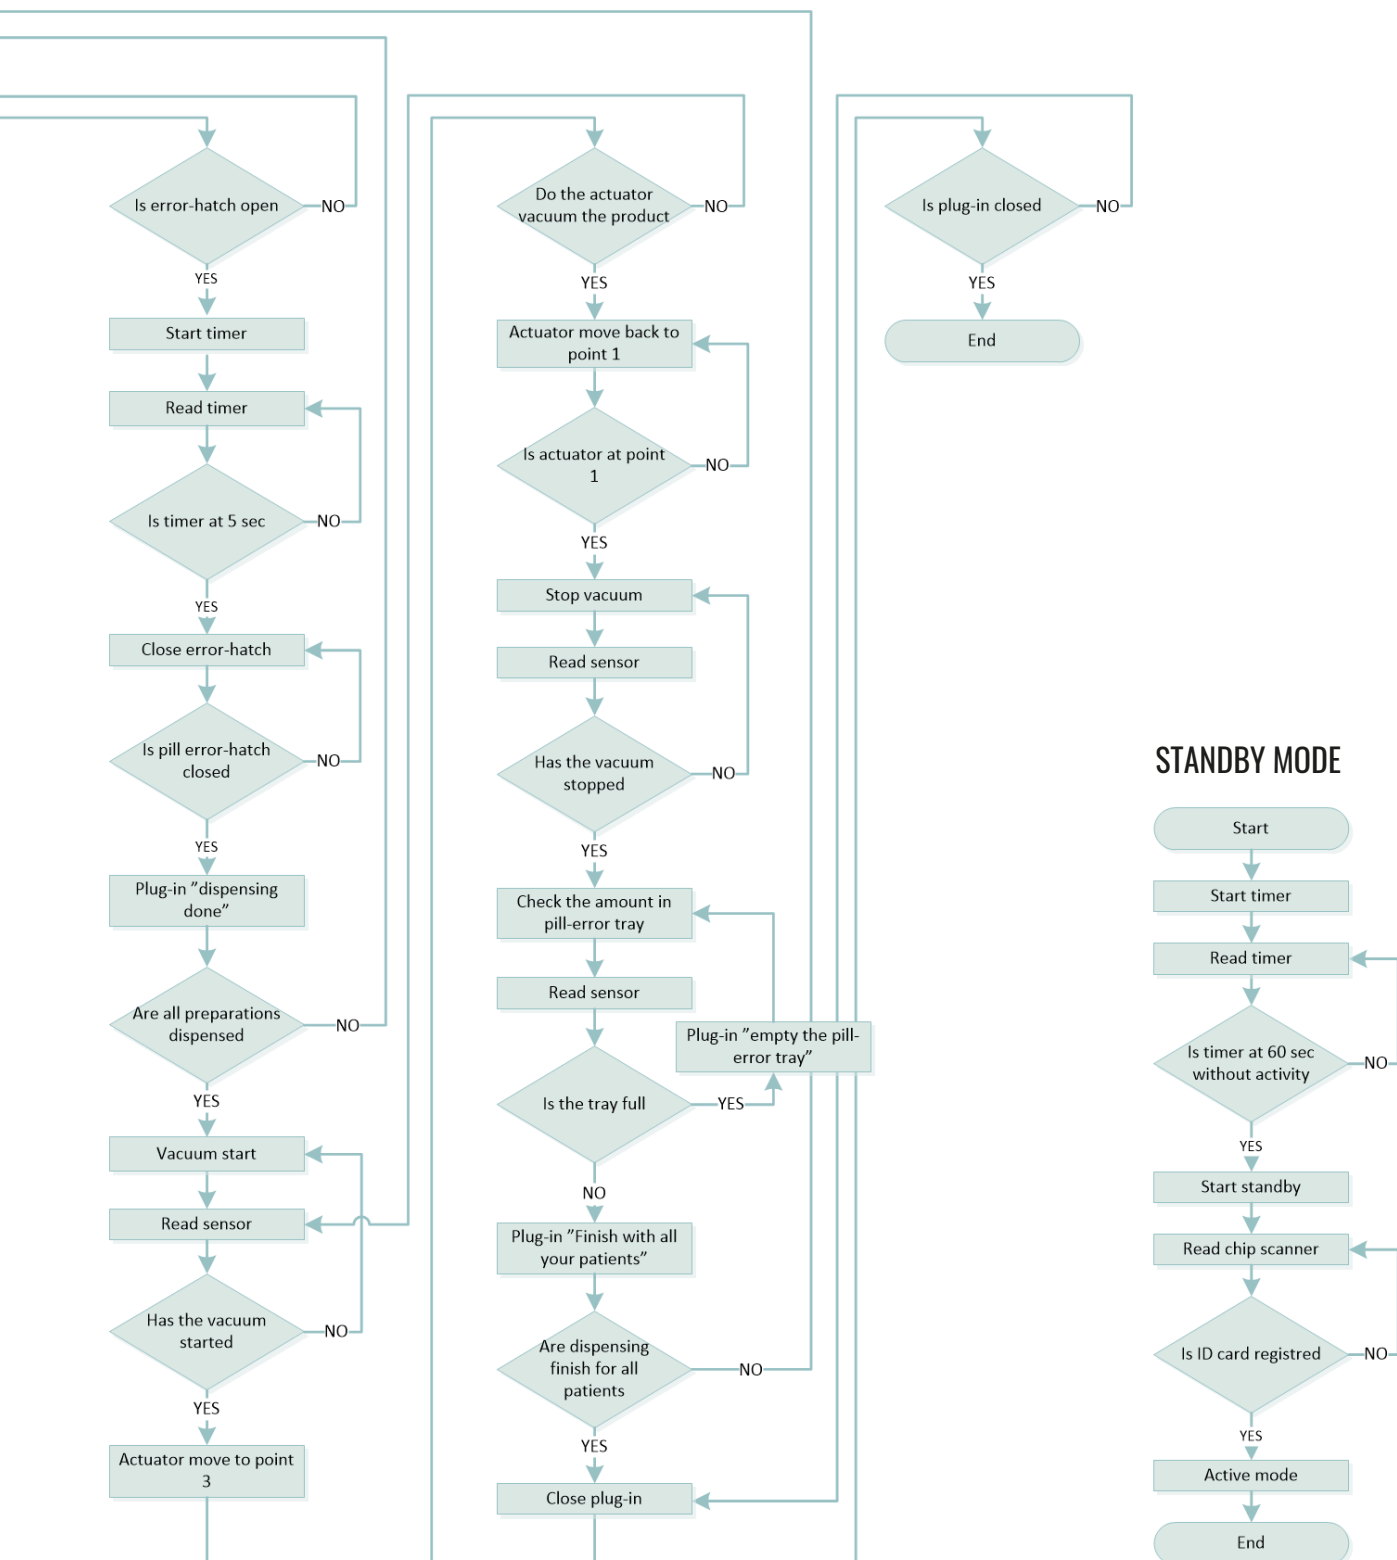 Is error-hatch open
NO
YES
Start timer
Read timer
Is timer at 5 sec
NO
YES
Close error-hatch
Is pill error-hatch
closed
NO
YES
Plug-in ”dispensing
done”
Are all preparations
dispensed
NO
YES
Vacuum start
Read sensor
Has the vacuum
started
NO
YES
Actuator move to point
3
Do the actuator
vacuum the product
NO
YES
Actuator move back to
point 1
Is actuator at point
1
NO
YES
Stop vacuum
Read sensor
Has the vacuum
stopped
NO
YES
Check the amount in
pill-error tray
Read sensor
Plug-in ”empty the pill-
error tray”
Is the tray full
YES
NO
Plug-in ”Finish with all
your patients”
Are dispensing
finish for all
patients
NO
YES
Close plug-in
Is plug-in closed
NO
YES
End
STANDBY MODE
Start
Start timer
Read timer
Is timer at 60 sec
without activity
NO
YES
Start standby
Read chip scanner
Is ID card registred
NO
YES
Active mode
End